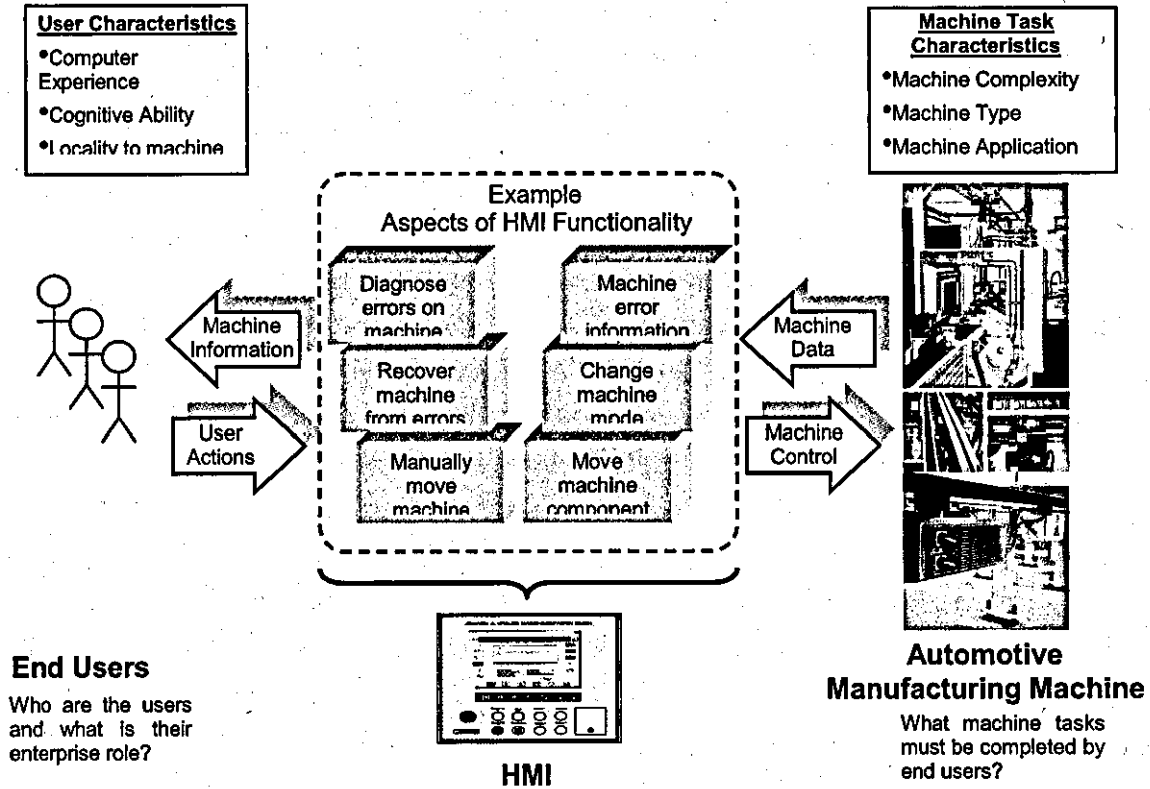 User Characteristics
•Computer
Experience
•Cognitive Ability
•Locality to machine
Machine Task
Characteristics
•Machine Complexity
•Machine Type
•Machine Application
Example
Aspects of HMI Functionality
Diagnose
errors on
machine
Machine
error
information
Recover
machine
from errors
Change
machine
mode
Manually
move
machine
Move
machine
component
Machine
Information
User
Actions
Machine
Data
Machine
Control
End Users
Who are the users
and what is their
enterprise role?
HMI
Automotive
Manufacturing Machine
What machine tasks
must be completed by
end users?